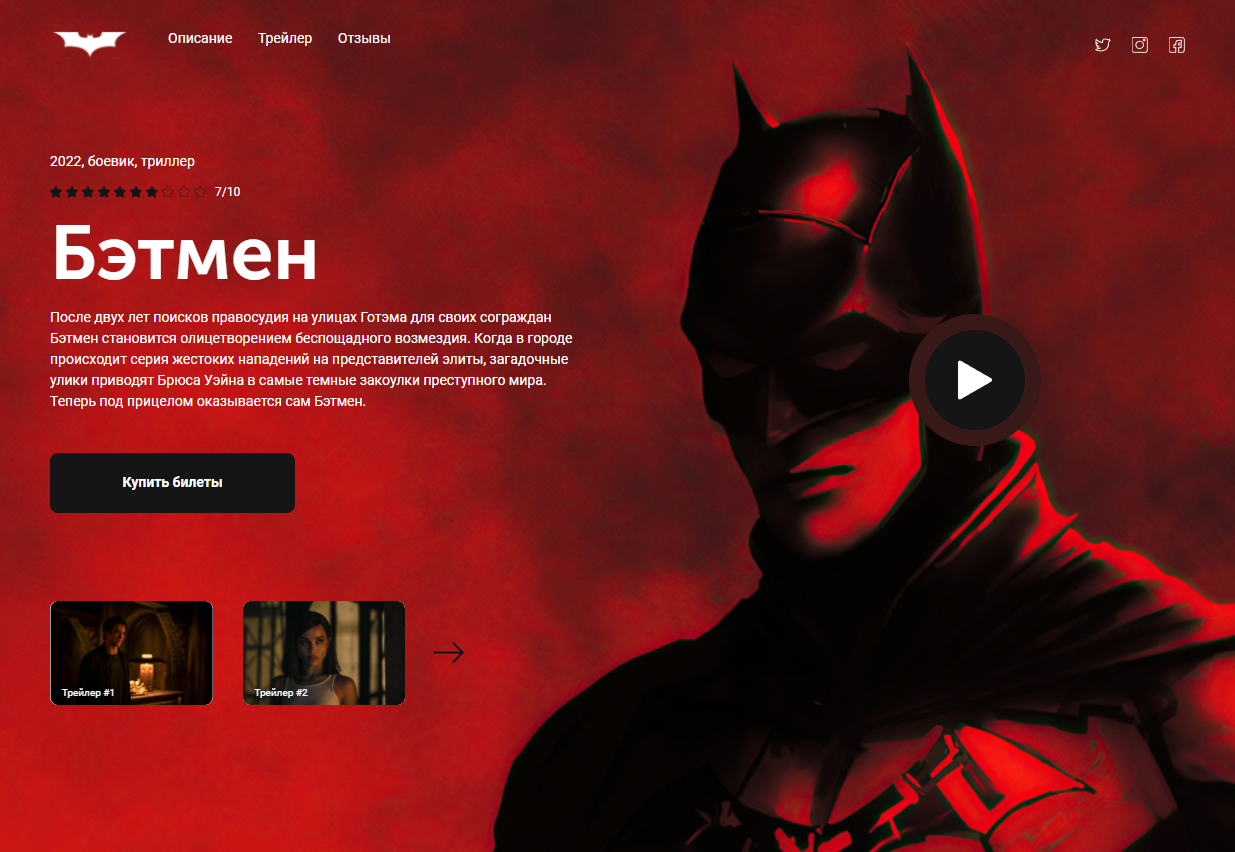 Описание Трейлер Отзывы
2022, боевик, триллер
7/10
Бэтмен
После двух лет поисков правосудия на улицах Готэма для своих сограждан
Бэтмен становится олицетворением беспощадного возмездия. Когда в городе
происходит серия жестоких нападений на представителей элиты, загадочные
улики приводят Брюса Уэйна в самые темные закоулки преступного мира.
Теперь под прицелом оказывается сам Бэтмен.
Купить билеты
Трейлер #1 Трейлер #2